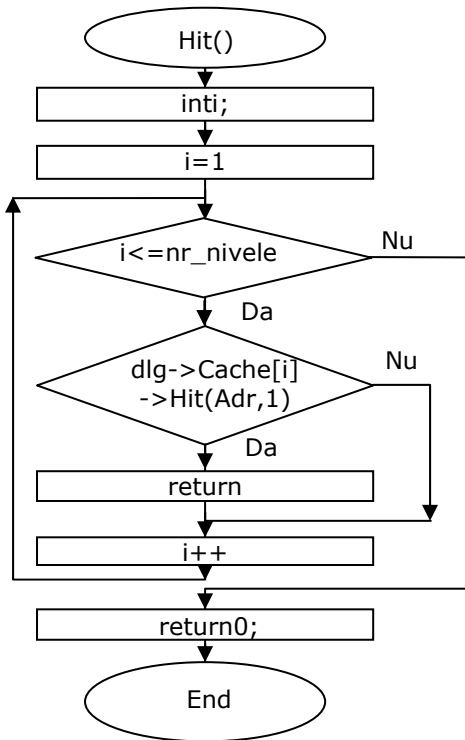 Hit()
inti;
i=1
i<=nr_nivele
Nu
Da
dlg->Cache[i]
->Hit(Adr,1)
Nu
Da
return
i++
return0;
End